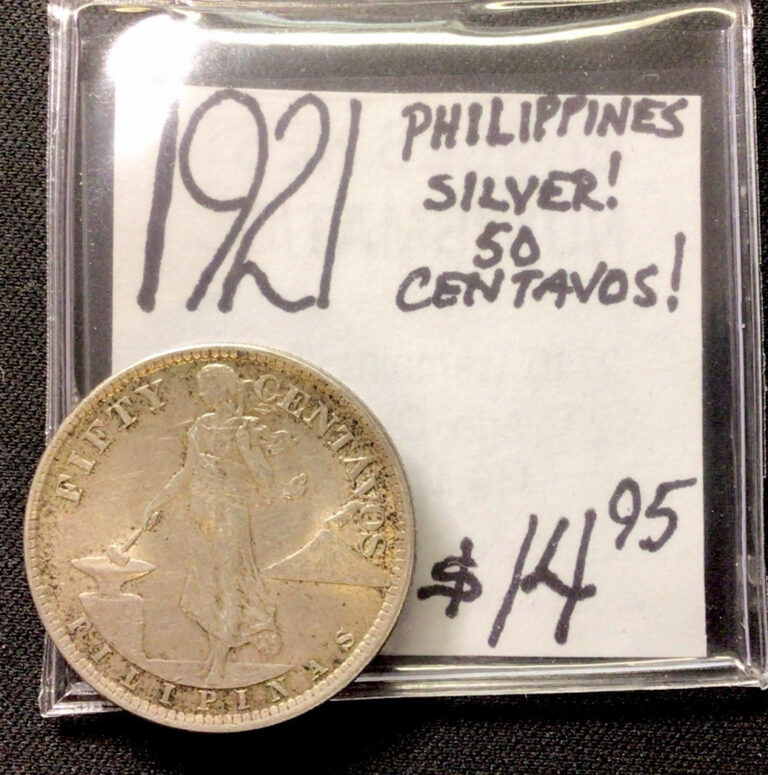 1921
PHILIPPINES
SILVER!
50
CENTAVOS!
$14.95
FIFTY CENTAVOS
FILIPINAS